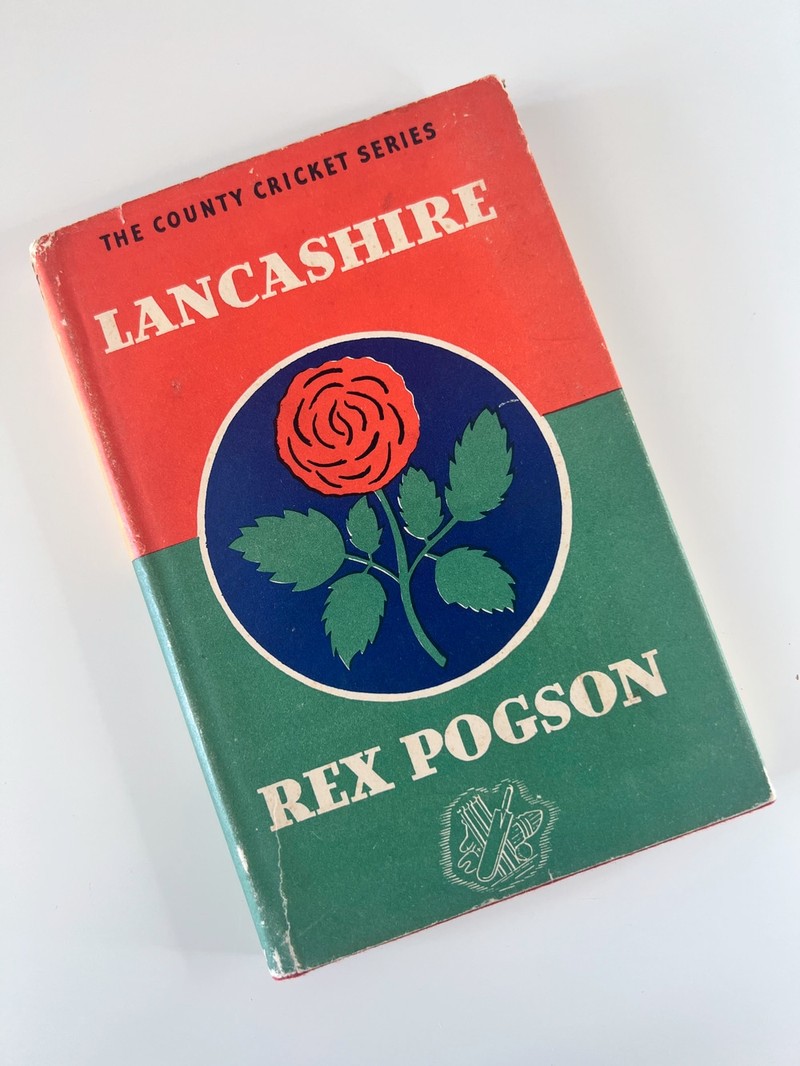 THE COUNTY CRICKET SERIES
LANCASHIRE
REX POGSON